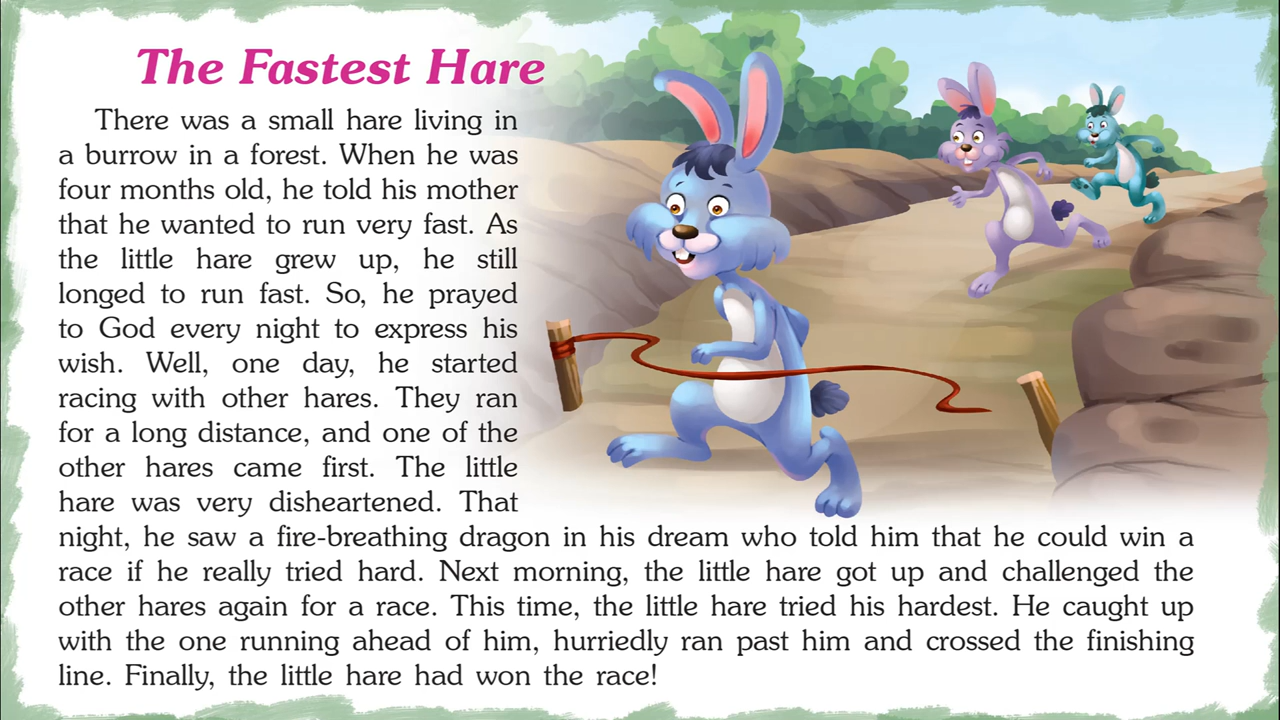 The Fastest Hare
There was a small hare living in
a burrow in a forest. When he was
four months old, he told his mother
that he wanted to run very fast. As
the little hare grew up, he still
longed to run fast. So, he prayed
to God every night to express his
wish. Well, one day, he started
racing with other hares. They ran
for a long distance, and one of the
other hares came first. The little
hare was very disheartened. That
night, he saw a fire-breathing dragon in his dream who told him that he could win a
race if he really tried hard. Next morning, the little hare got up and challenged the
other hares again for a race. This time, the little hare tried his hardest. He caught up
with the one running ahead of him, hurriedly ran past him and crossed the finishing
line. Finally, the little hare had won the race!